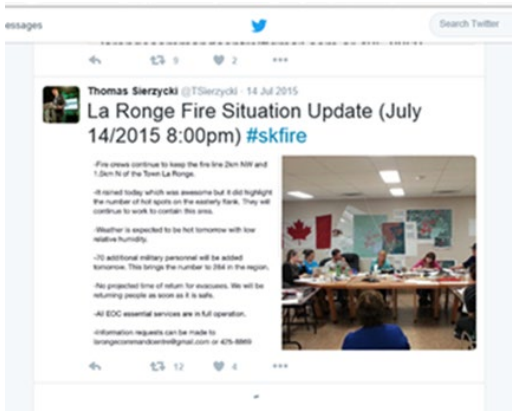 essages
Search Twitter
9
2
Thomas Sierzycki @TSierzycki · 14 Jul 2015
La Ronge Fire Situation Update (July
14/2015 8:00pm) #skfire
-Fire crews continue to keep the fire line 2km NW and
1.5km N of the Town La Ronge.
-It rained today which was awesome but it did highlight
the number of hot spots on the easterly flank. They will
continue to work to contain this area.
-Weather is expected to be hot tomorrow with low
relative humidity.
-70 additional military personnel will be added
tomorrow. This brings the number to 264 in the region.
-No projected time of return for evacuees. We will be
returning people as soon as it is safe.
-All EOC essential services are in full operation.
-Information requests can be made to
larongecommandcentre@gmail.com or 425-8869
12
4